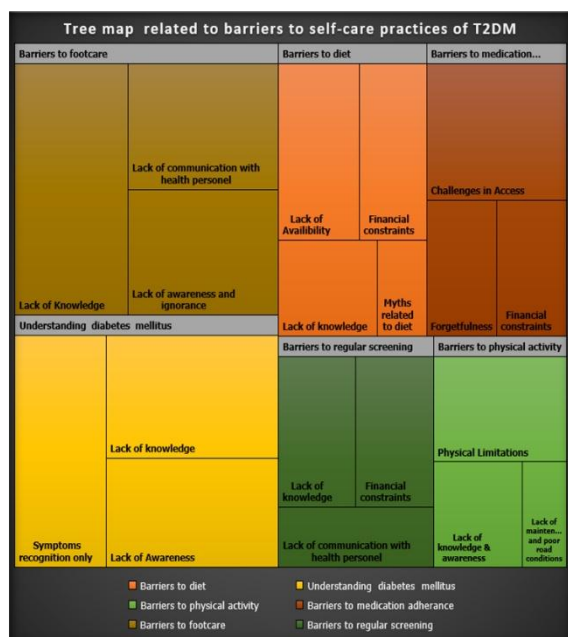 Tree map related to barriers to self-care practices of T2DM
Barriers to footcare
Barriers to diet
Barriers to medication...
Lack of communication with
health personel
Lack of Knowledge
Lack of awareness and
ignorance
Lack of
Availibility
Financial
constraints
Lack of knowledge
Myths
related
to diet
Challenges in Access
Forgetfulness
Financial
constraints
Understanding diabetes mellitus
Symptoms
recognition only
Lack of knowledge
Lack of Awareness
Barriers to regular screening
Lack of
knowledge
Financial
constraints
Lack of communication with
health personel
Barriers to physical activity
Physical Limitations
Lack of
knowledge &
awareness
Lack of
mainten...
and poor
road
conditions
Barriers to diet
Understanding diabetes mellitus
Barriers to physical activity
Barriers to medication adherance
Barriers to footcare
Barriers to regular screening